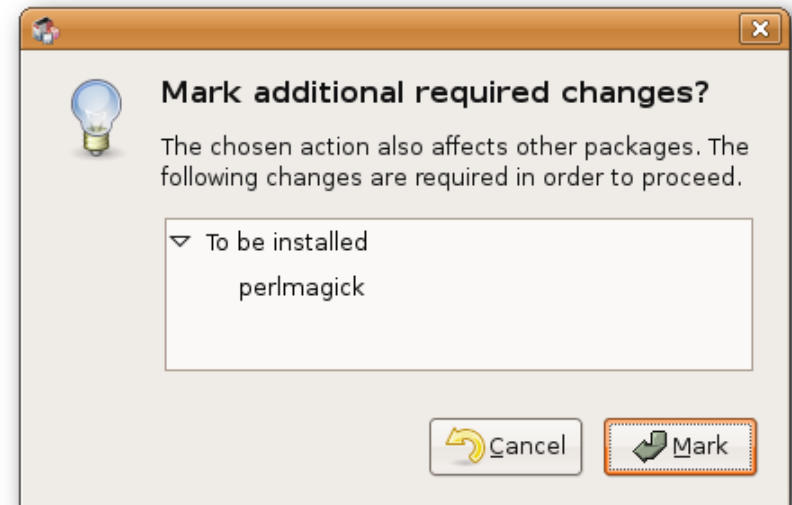 Mark additional required changes?
The chosen action also affects other packages. The
following changes are required in order to proceed.
To be installed
perlmagick
Cancel
Mark